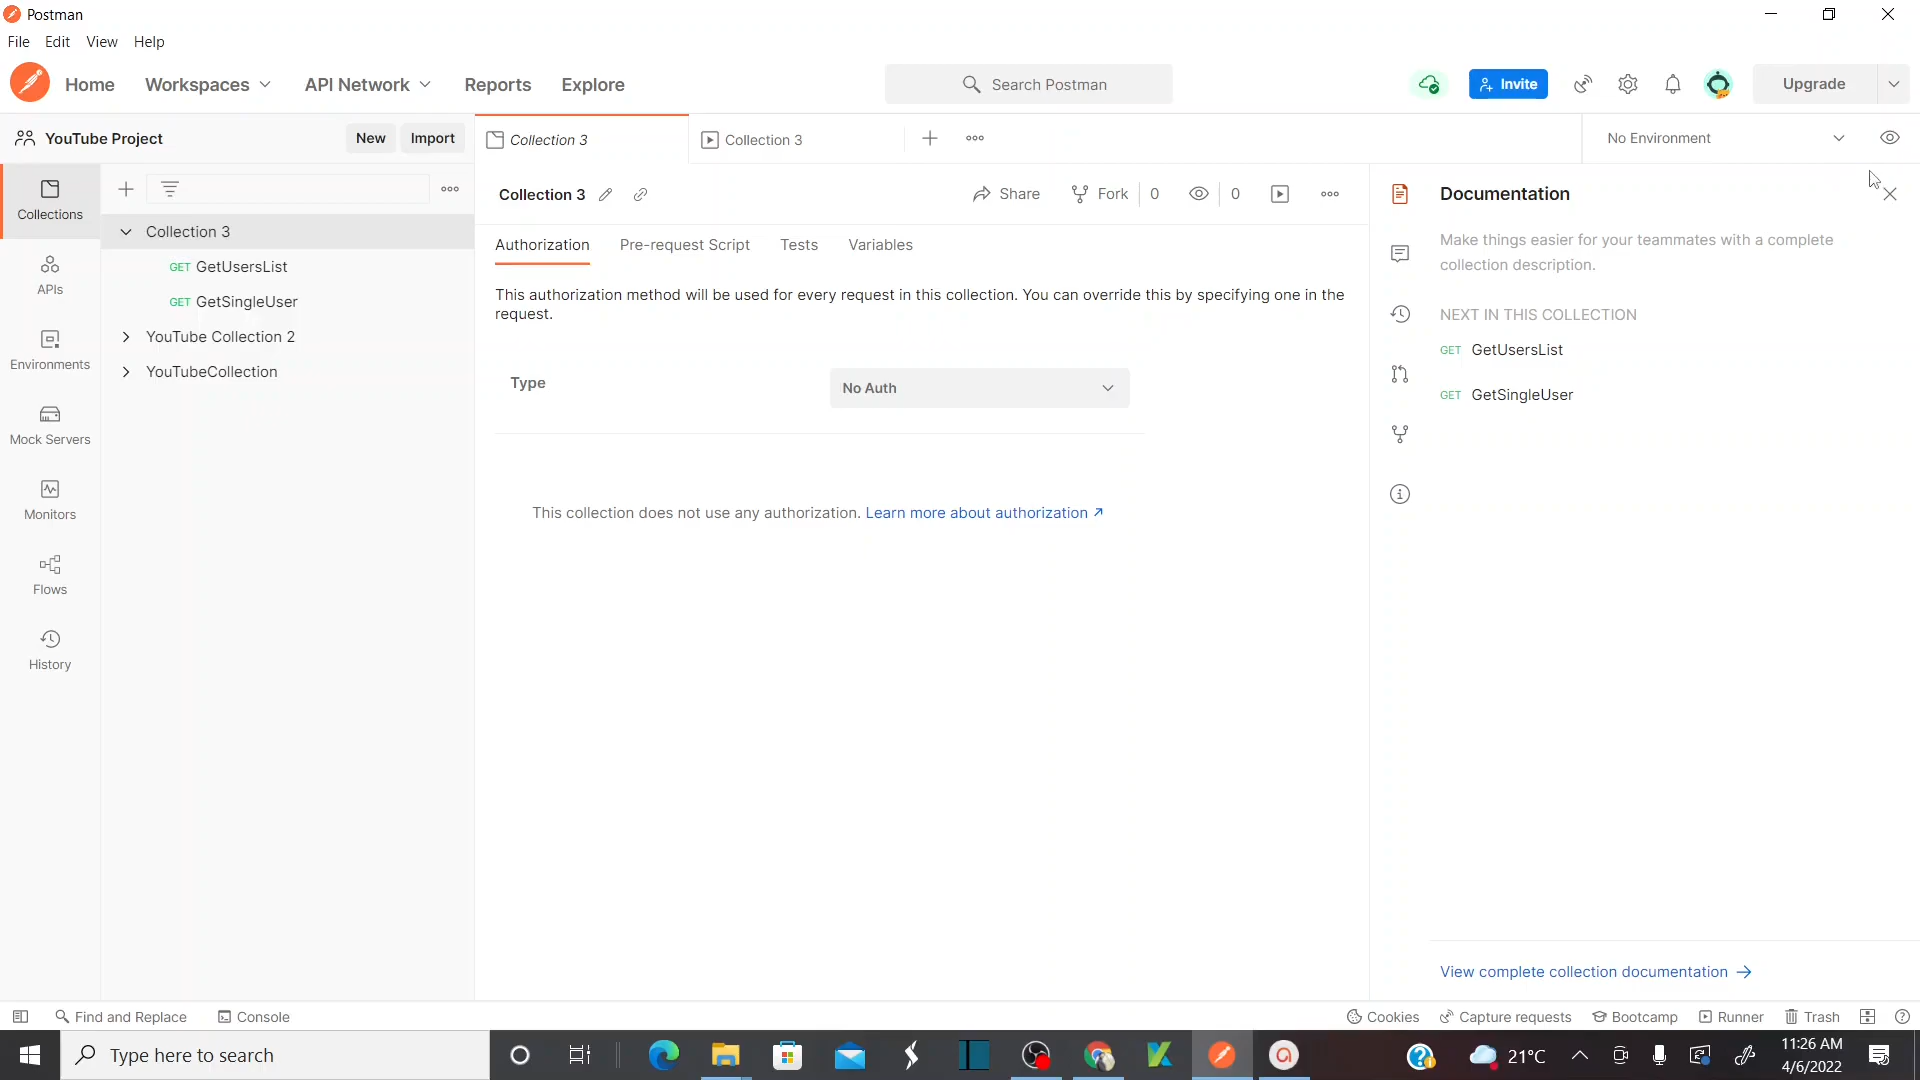 Postman
File Edit View Help
Home Workspaces API Network Reports Explore Search Postman Invite Upgrade
YouTube Project New Import Collection 3 Collection 3 No Environment
Collections
Collection 3
GET GetUsersList
GET GetSingleUser
YouTube Collection 2
YouTubeCollection
APIs
Environments
Mock Servers
Monitors
Flows
History
Collection 3 Share Fork 0 0
Authorization Pre-request Script Tests Variables
This authorization method will be used for every request in this collection. You can override this by specifying one in the
request.
Type No Auth
This collection does not use any authorization. Learn more about authorization
Documentation
Make things easier for your teammates with a complete
collection description.
NEXT IN THIS COLLECTION
GET GetUsersList
GET GetSingleUser
View complete collection documentation
Find and Replace Console Cookies Capture requests Bootcamp Runner Trash
Type here to search 21°C 11:26 AM
4/6/2022